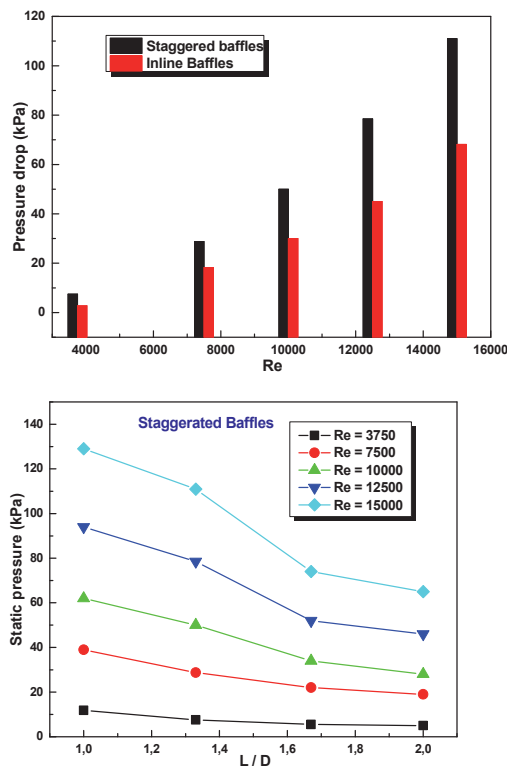 120
100
80
60
40
20
0
Pressure drop (kPa)
Staggered baffles
Inline Baffles
4000 6000 8000 10000 12000 14000 16000
Re
140
120
100
80
60
40
20
0
Static pressure (kPa)
Staggerated Baffles
Re = 3750
Re = 7500
Re = 10000
Re = 12500
Re = 15000
1,0 1,2 1,4 1,6 1,8 2,0
L / D